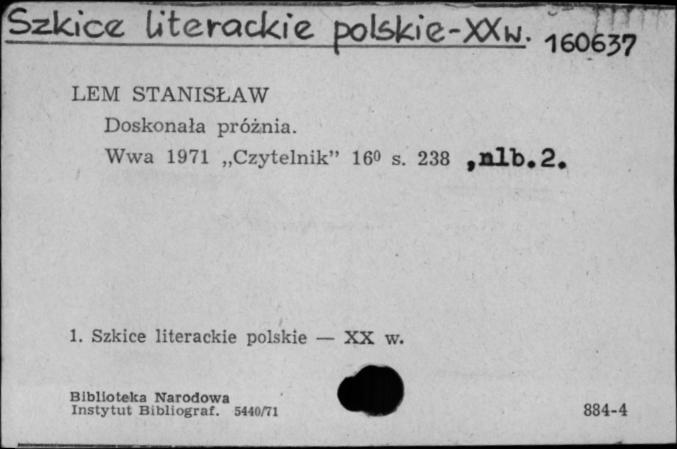 Szkice literackie polskie-XXw. 160637
LEM STANISŁAW
Doskonała próżnia.
Wwa 1971 „Czytelnik” 16⁰ s. 238 ,nlb.2.
1. Szkice literackie polskie — XX w.
Biblioteka Narodowa
Instytut Bibliograf. 5440/71
884-4